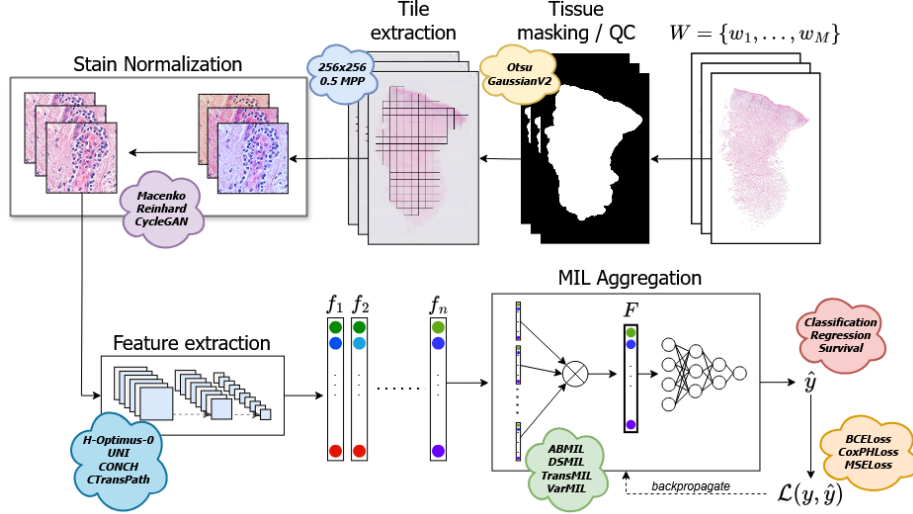 Tile
extraction
Tissue
masking / QC
W = {w₁, . . . , w_M}
Stain Normalization
256x256
0.5 MPP
Otsu
GaussianV2
Macenko
Reinhard
CycleGAN
Feature extraction
H-Optimus-0
UNI
CONCH
CTransPath
f₁ f₂ f_n
MIL Aggregation
F
ABMIL
DSMIL
TransMIL
VarMIL
Classification
Regression
Survival
ŷ
BCELoss
CoxPHLoss
MSELoss
backpropagate
ℒ(y, ŷ)